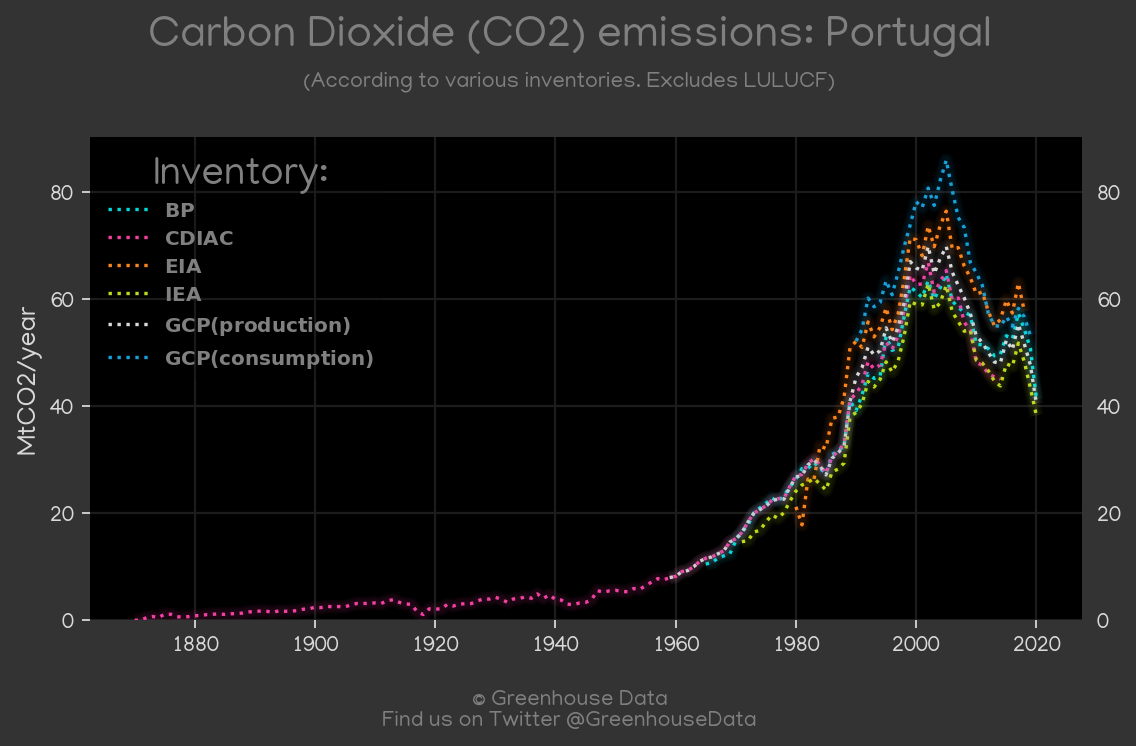 Carbon Dioxide (CO2) emissions: Portugal
(According to various inventories. Excludes LULUCF)
Inventory:
BP
CDIAC
EIA
IEA
GCP(production)
GCP(consumption)
MtCO2/year
80
60
40
20
0
80
60
40
20
0
1880 1900 1920 1940 1960 1980 2000 2020
© Greenhouse Data
Find us on Twitter @GreenhouseData